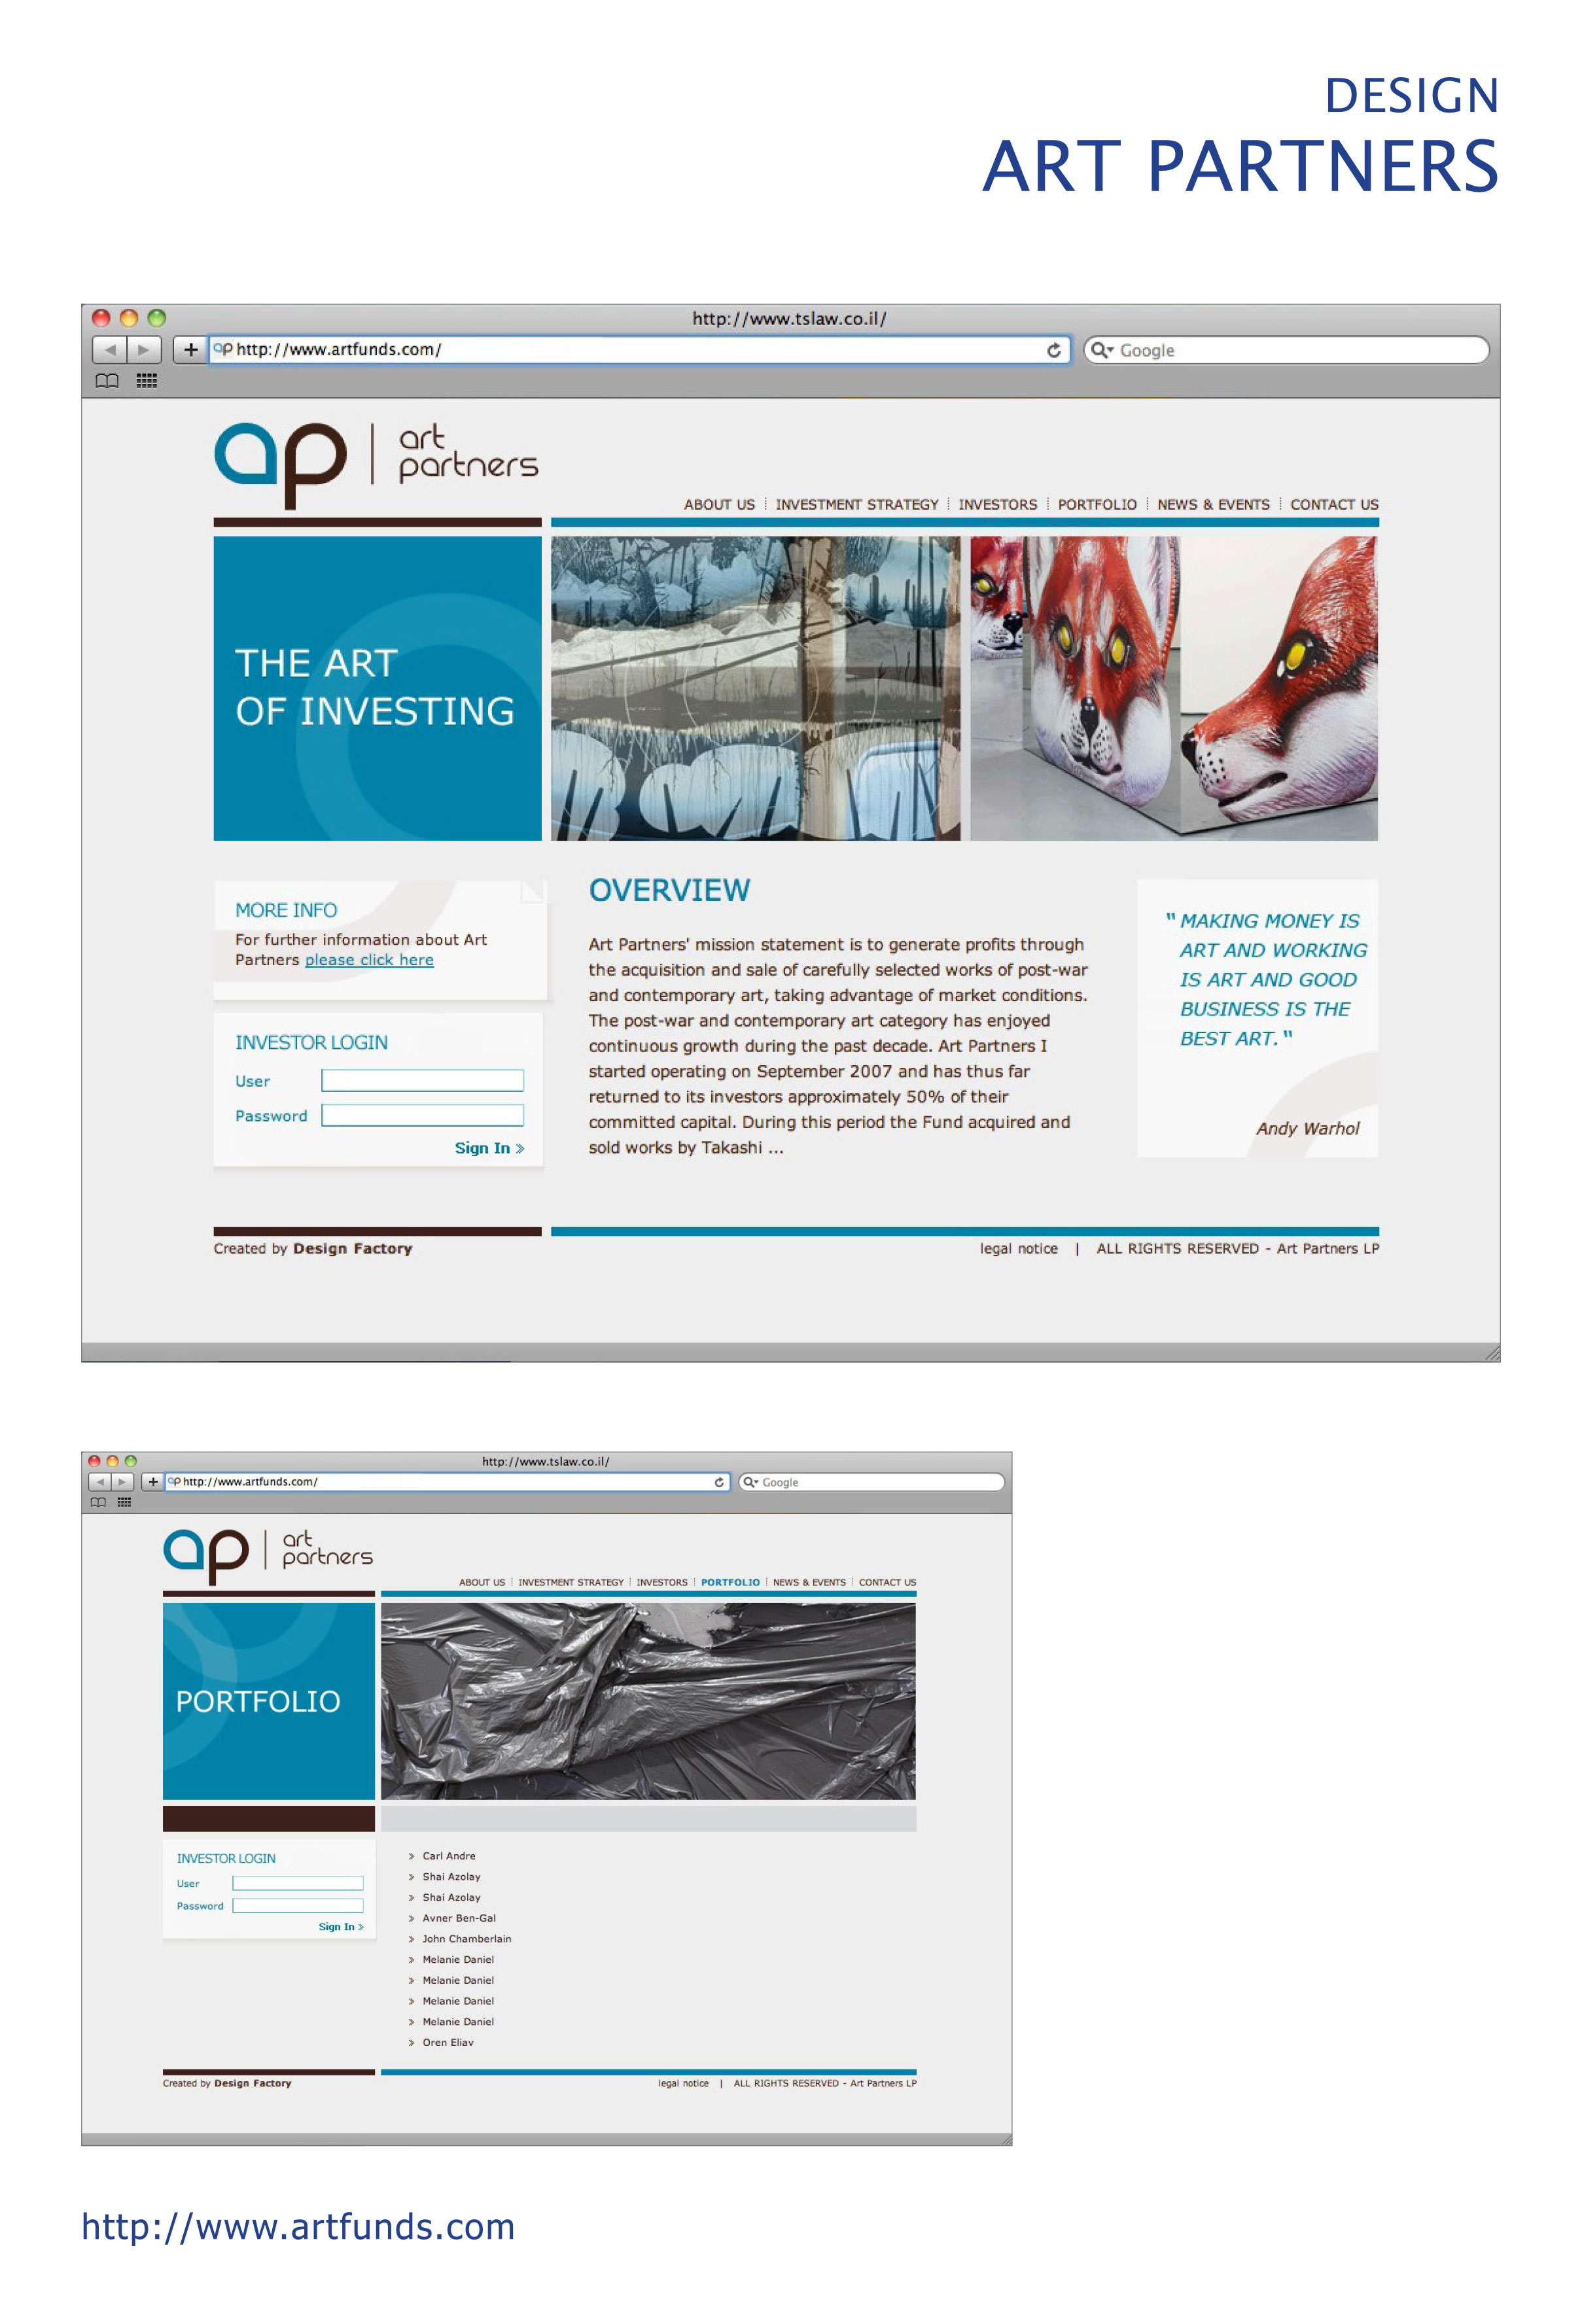 DESIGN
ART PARTNERS
http://www.tslaw.co.il/
ap http://www.artfunds.com/
Google
ap | art
partners
ABOUT US ┊ INVESTMENT STRATEGY ┊ INVESTORS ┊ PORTFOLIO ┊ NEWS & EVENTS ┊ CONTACT US
THE ART
OF INVESTING
MORE INFO
For further information about Art
Partners please click here
INVESTOR LOGIN
User
Password
Sign In »
OVERVIEW
Art Partners' mission statement is to generate profits through
the acquisition and sale of carefully selected works of post-war
and contemporary art, taking advantage of market conditions.
The post-war and contemporary art category has enjoyed
continuous growth during the past decade. Art Partners I
started operating on September 2007 and has thus far
returned to its investors approximately 50% of their
committed capital. During this period the Fund acquired and
sold works by Takashi ...
"MAKING MONEY IS
ART AND WORKING
IS ART AND GOOD
BUSINESS IS THE
BEST ART."
Andy Warhol
Created by Design Factory
legal notice | ALL RIGHTS RESERVED - Art Partners LP
http://www.tslaw.co.il/
ap http://www.artfunds.com/
Google
ap | art
partners
ABOUT US ┊ INVESTMENT STRATEGY ┊ INVESTORS ┊ PORTFOLIO ┊ NEWS & EVENTS ┊ CONTACT US
PORTFOLIO
INVESTOR LOGIN
User
Password
Sign In »
» Carl Andre
» Shai Azolay
» Shai Azolay
» Avner Ben-Gal
» John Chamberlain
» Melanie Daniel
» Melanie Daniel
» Melanie Daniel
» Melanie Daniel
» Oren Eliav
Created by Design Factory
legal notice | ALL RIGHTS RESERVED - Art Partners LP
http://www.artfunds.com